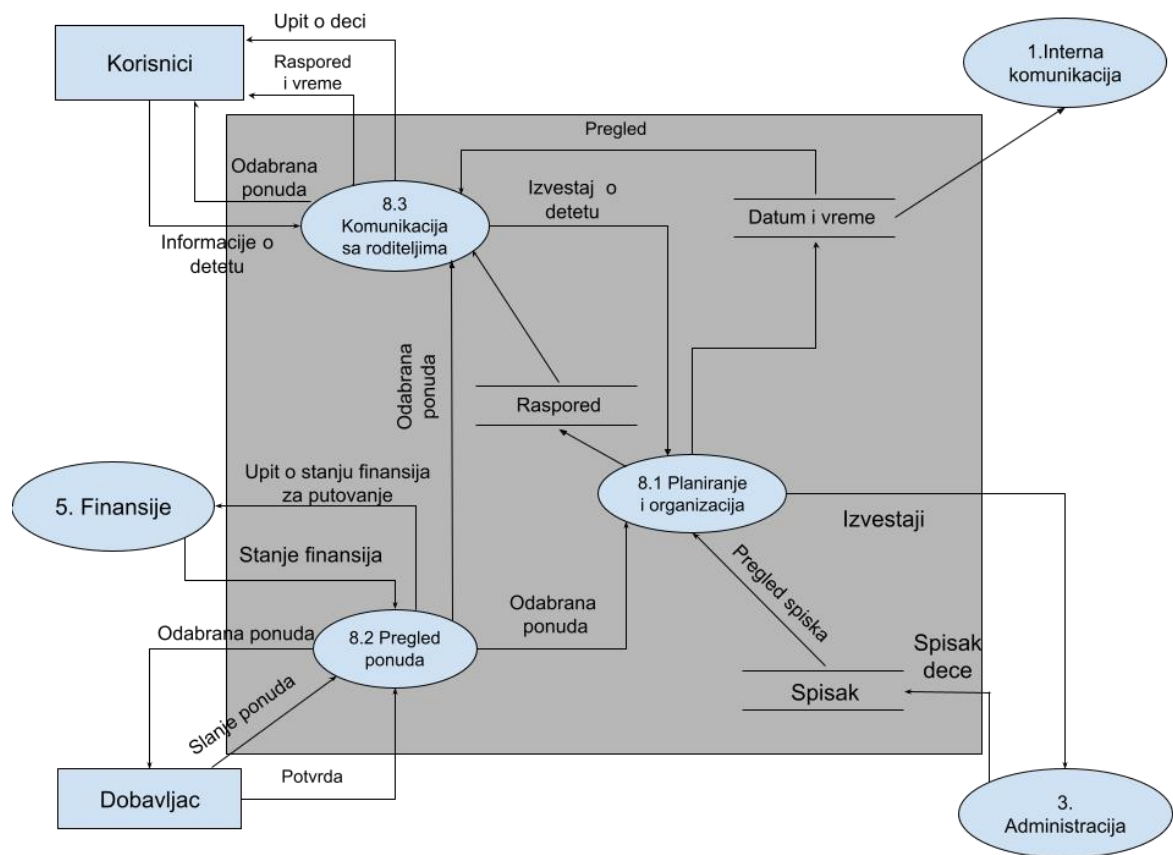 Upit o deci
Korisnici
Raspored
i vreme
1.Interna
komunikacija
Pregled
Odabrana
ponuda
8.3
Komunikacija
sa roditeljima
Izvestaj o
detetu
Datum i vreme
Informacije o
detetu
Odabrana
ponuda
Raspored
Upit o stanju finansija
za putovanje
5. Finansije
8.1 Planiranje
i organizacija
Izvestaji
Stanje finansija
Pregled spiska
Odabrana
ponuda
Odabrana ponuda
8.2 Pregled
ponuda
Spisak
dece
Spisak
Slanje ponuda
Potvrda
Dobavljac
3.
Administracija